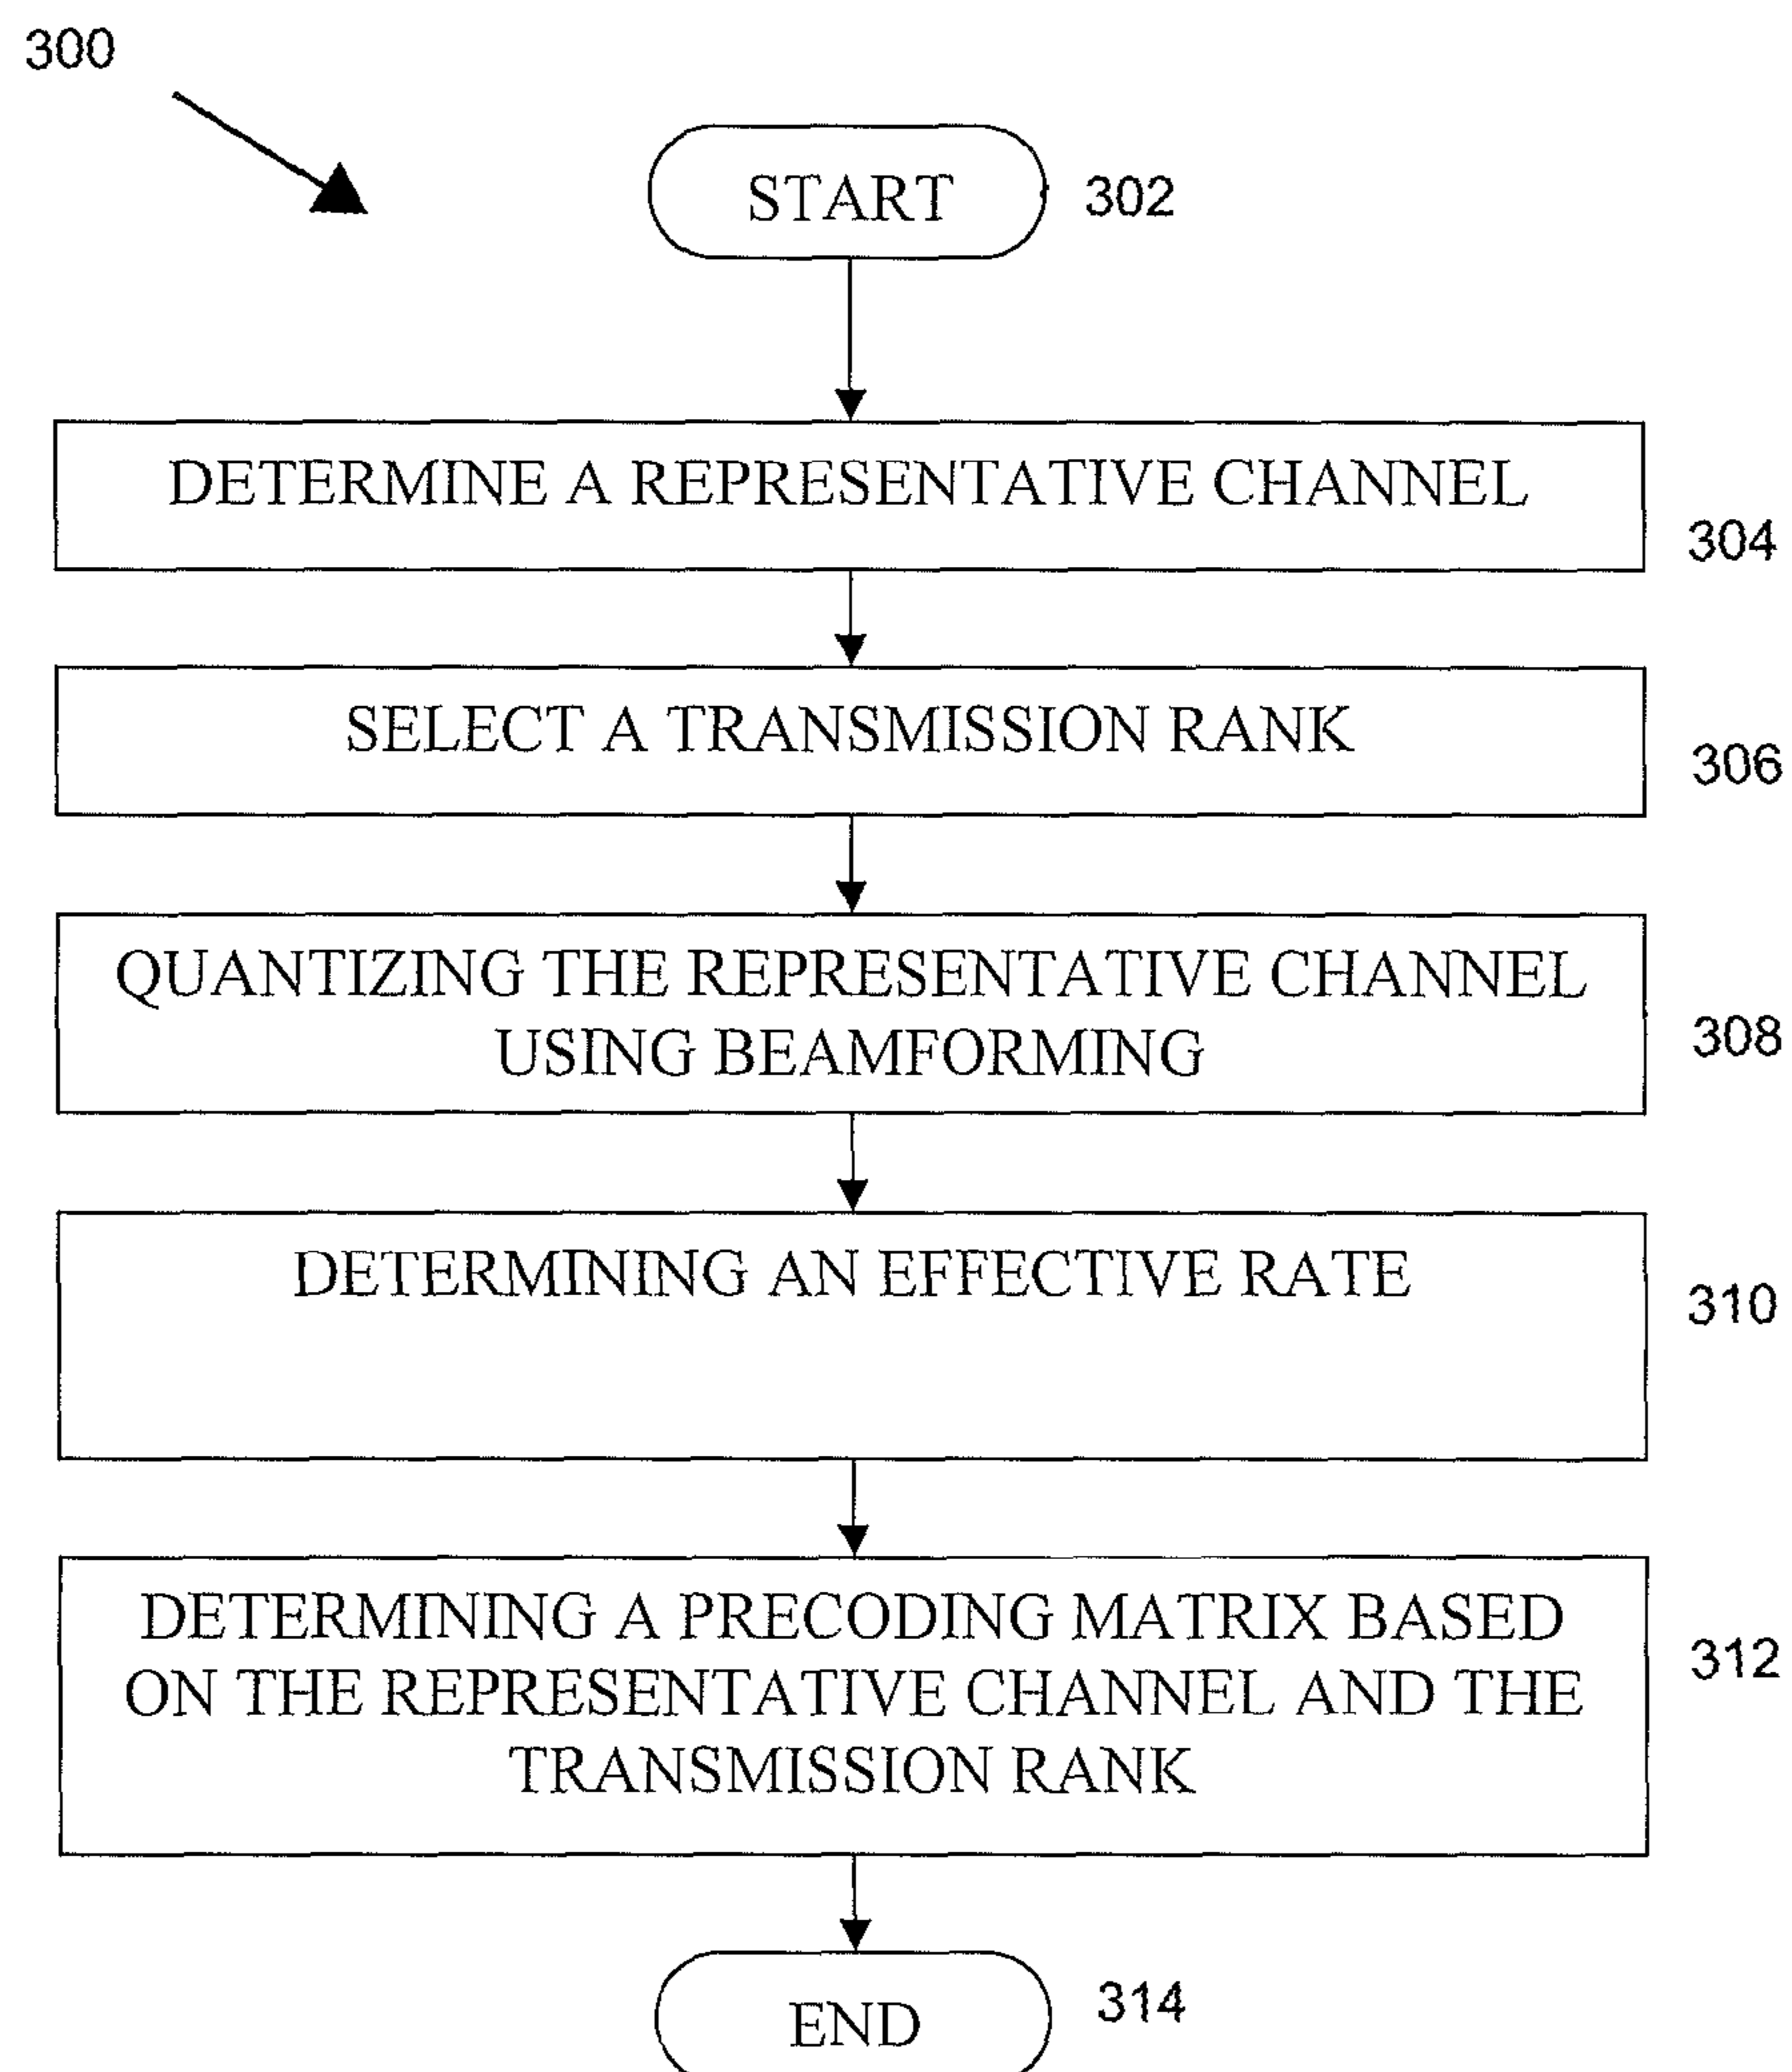 300
START
302
DETERMINE A REPRESENTATIVE CHANNEL
304
SELECT A TRANSMISSION RANK
306
QUANTIZING THE REPRESENTATIVE CHANNEL
USING BEAMFORMING
308
DETERMINING AN EFFECTIVE RATE
310
DETERMINING A PRECODING MATRIX BASED
ON THE REPRESENTATIVE CHANNEL AND THE
TRANSMISSION RANK
312
END
314